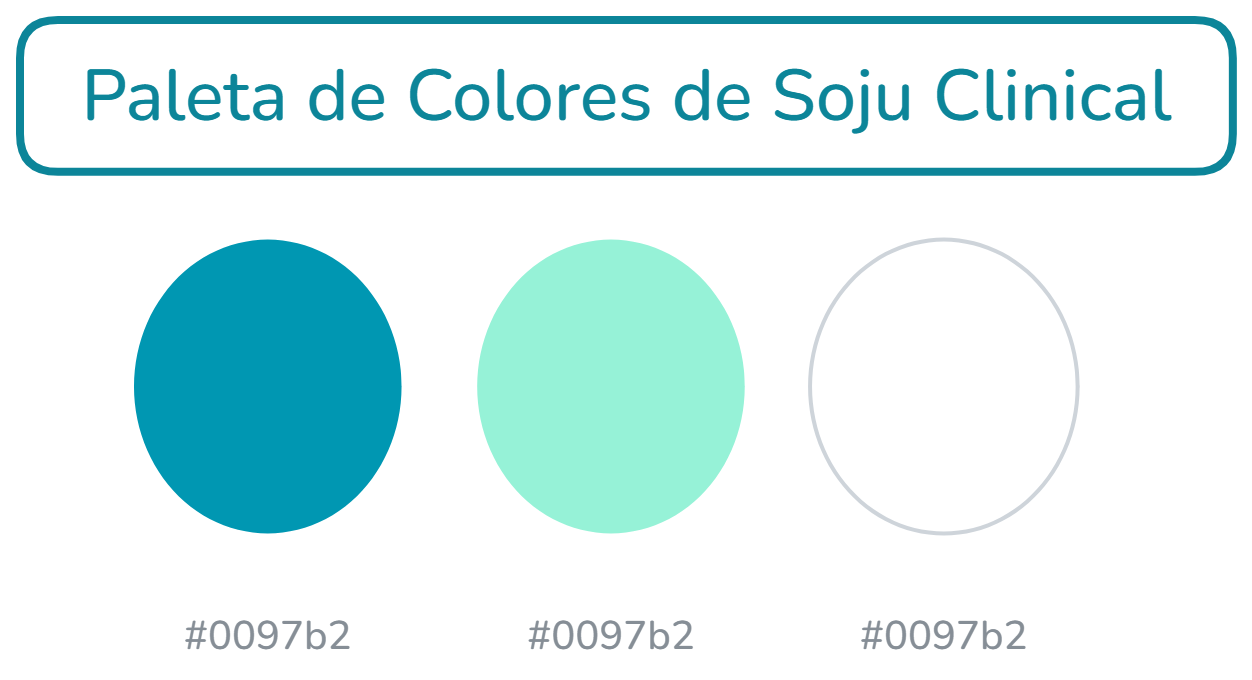 Paleta de Colores de Soju Clinical
#0097b2 #0097b2 #0097b2